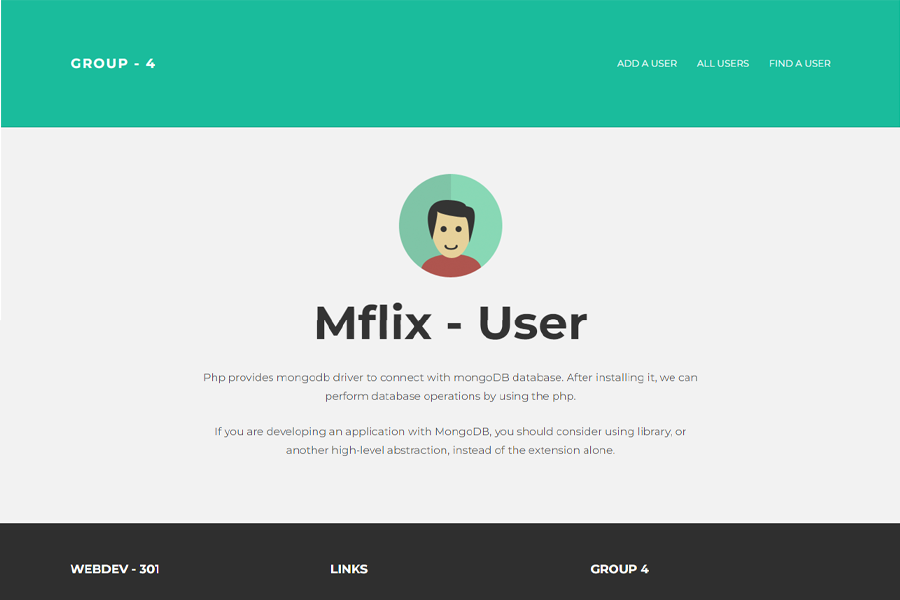 GROUP - 4
ADD A USER ALL USERS FIND A USER
Mflix - User
Php provides mongodb driver to connect with mongoDB database. After installing it, we can
perform database operations by using the php.
If you are developing an application with MongoDB, you should consider using library, or
another high-level abstraction, instead of the extension alone.
WEBDEV - 301
LINKS
GROUP 4